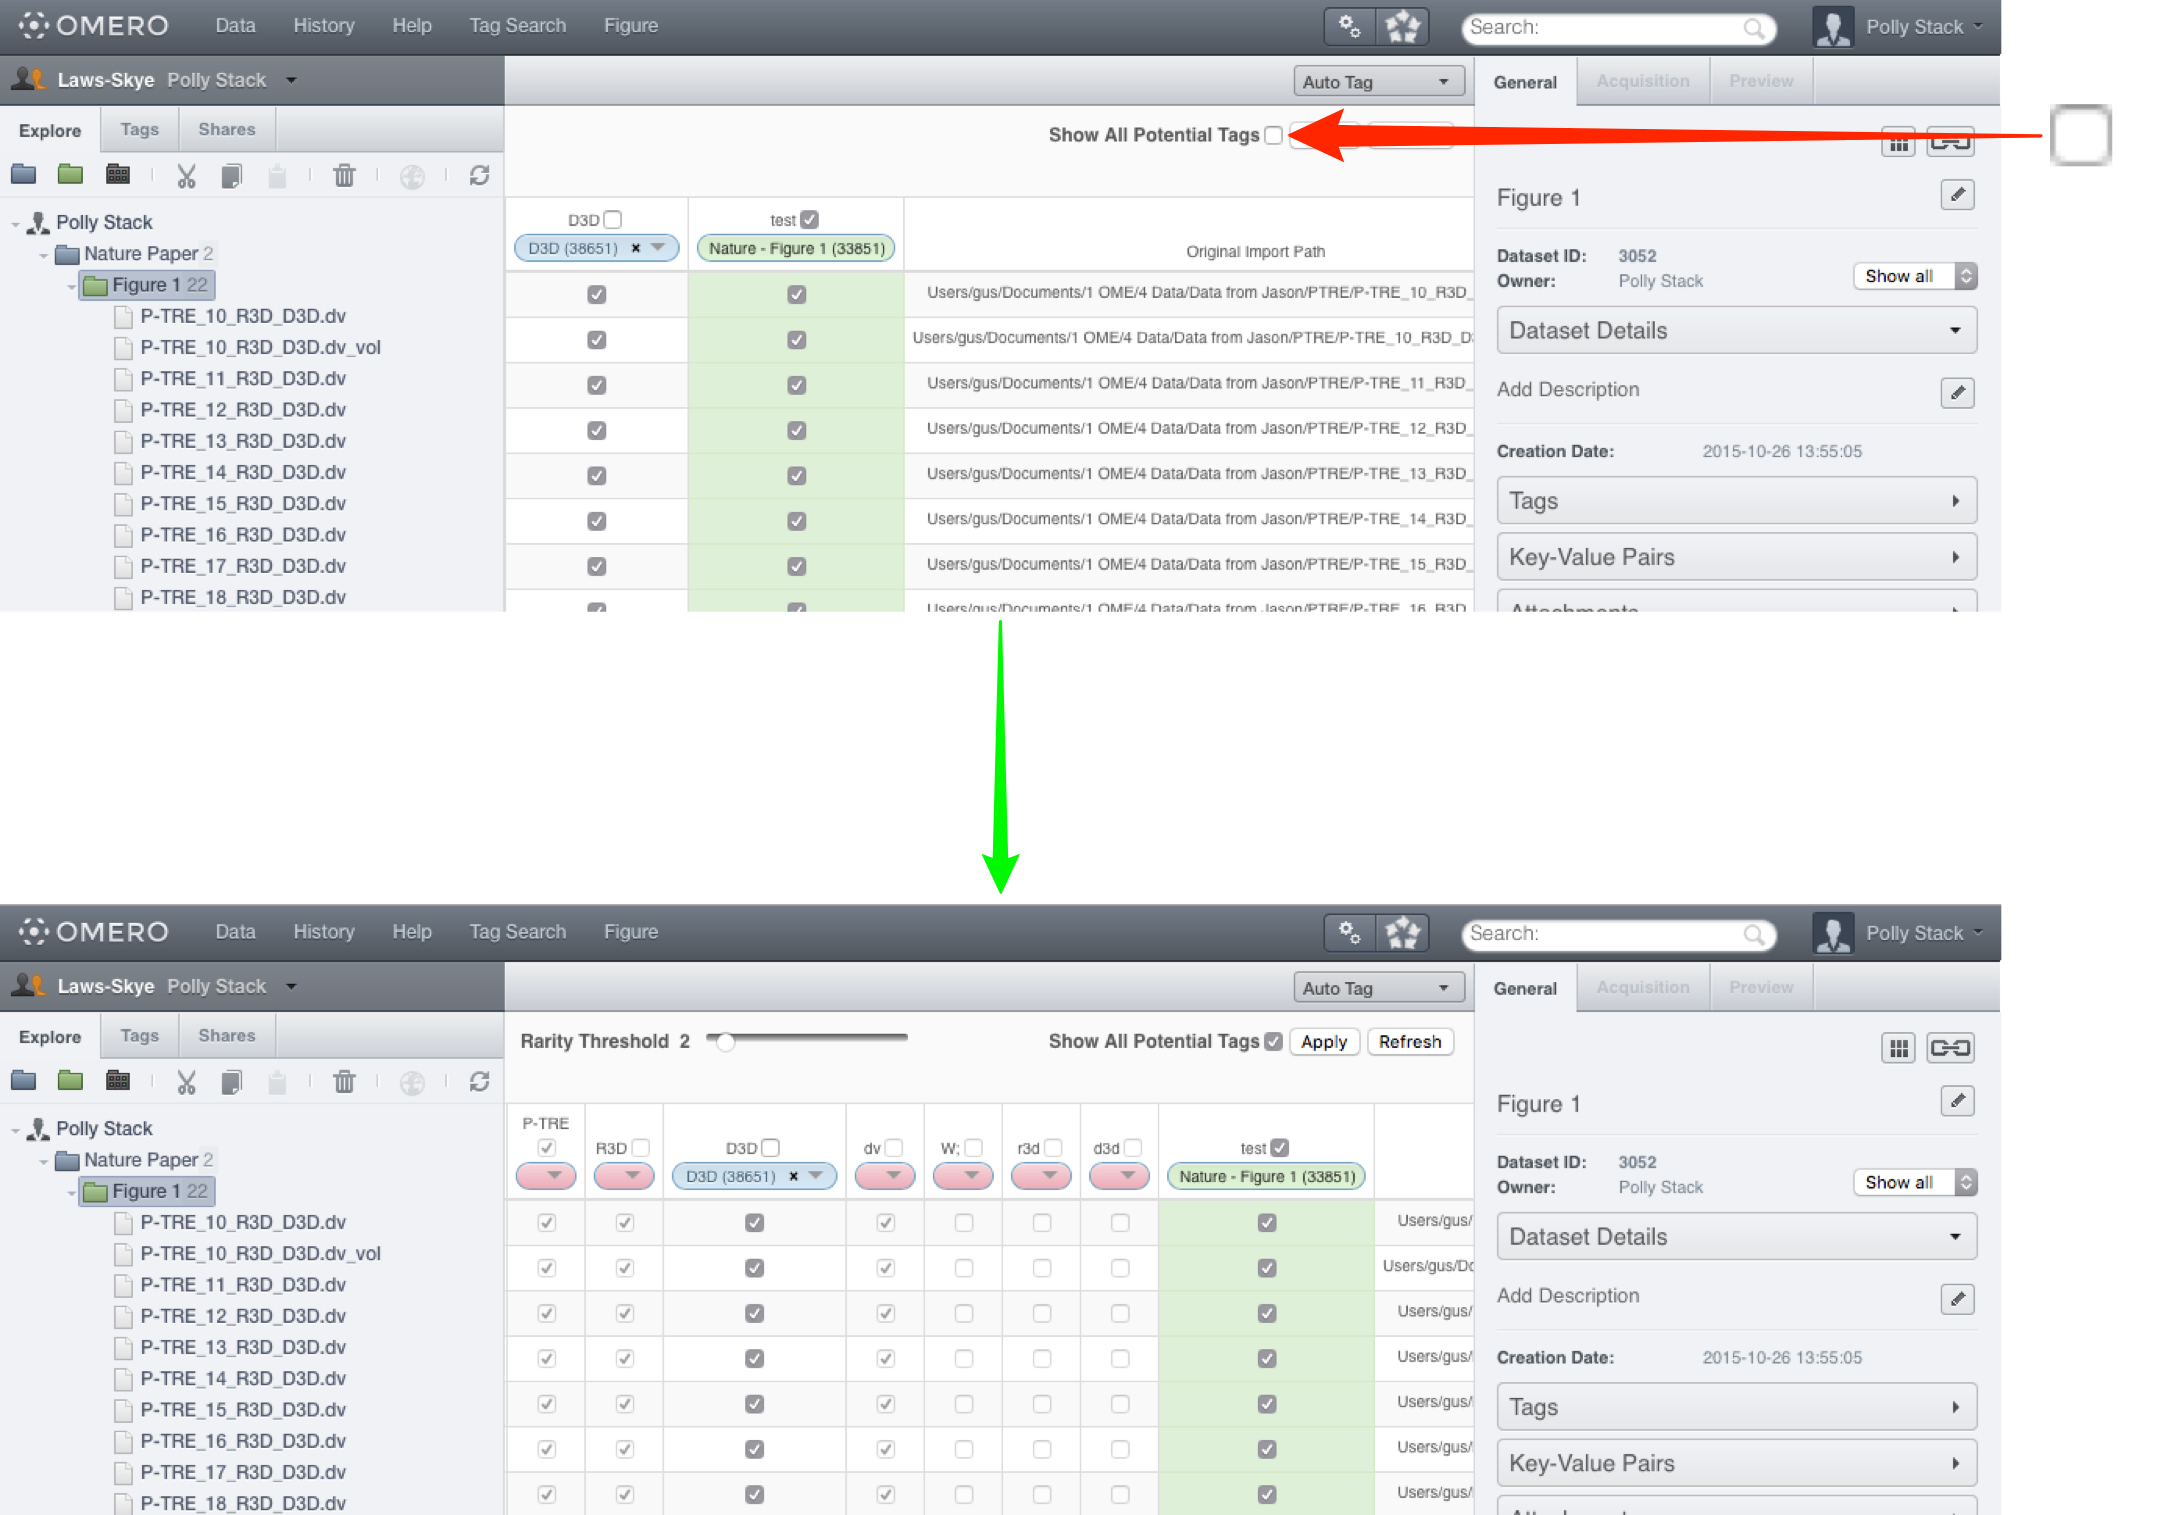 OMERO Data History Help Tag Search Figure Search: Polly Stack
Laws-Skye Polly Stack Auto Tag General Acquisition Preview
Explore Tags Shares Show All Potential Tags
Polly Stack
Nature Paper 2
Figure 1 22
P-TRE_10_R3D_D3D.dv
P-TRE_10_R3D_D3D.dv_vol
P-TRE_11_R3D_D3D.dv
P-TRE_12_R3D_D3D.dv
P-TRE_13_R3D_D3D.dv
P-TRE_14_R3D_D3D.dv
P-TRE_15_R3D_D3D.dv
P-TRE_16_R3D_D3D.dv
P-TRE_17_R3D_D3D.dv
P-TRE_18_R3D_D3D.dv
D3D test
D3D (38651) Nature - Figure 1 (33851) Original Import Path
Users/gus/Documents/1 OME/4 Data/Data from Jason/PTRE/P-TRE_10_R3D_
Users/gus/Documents/1 OME/4 Data/Data from Jason/PTRE/P-TRE_10_R3D_D
Users/gus/Documents/1 OME/4 Data/Data from Jason/PTRE/P-TRE_11_R3D_
Users/gus/Documents/1 OME/4 Data/Data from Jason/PTRE/P-TRE_12_R3D_
Users/gus/Documents/1 OME/4 Data/Data from Jason/PTRE/P-TRE_13_R3D_
Users/gus/Documents/1 OME/4 Data/Data from Jason/PTRE/P-TRE_14_R3D_
Users/gus/Documents/1 OME/4 Data/Data from Jason/PTRE/P-TRE_15_R3D_
Users/gus/Documents/1 OME/4 Data/Data from Jason/PTRE/P-TRE_16_R3D
Figure 1
Dataset ID: 3052
Owner: Polly Stack Show all
Dataset Details
Add Description
Creation Date: 2015-10-26 13:55:05
Tags
Key-Value Pairs
Attachments
OMERO Data History Help Tag Search Figure Search: Polly Stack
Laws-Skye Polly Stack Auto Tag General Acquisition Preview
Explore Tags Shares Rarity Threshold 2 Show All Potential Tags Apply Refresh
Polly Stack
Nature Paper 2
Figure 1 22
P-TRE_10_R3D_D3D.dv
P-TRE_10_R3D_D3D.dv_vol
P-TRE_11_R3D_D3D.dv
P-TRE_12_R3D_D3D.dv
P-TRE_13_R3D_D3D.dv
P-TRE_14_R3D_D3D.dv
P-TRE_15_R3D_D3D.dv
P-TRE_16_R3D_D3D.dv
P-TRE_17_R3D_D3D.dv
P-TRE_18_R3D_D3D.dv
P-TRE
R3D D3D dv W; r3d d3d test
D3D (38651) Nature - Figure 1 (33851)
Users/gus/
Users/gus/Do
Users/gus/
Users/gus/
Users/gus/
Users/gus/
Users/gus/
Figure 1
Dataset ID: 3052
Owner: Polly Stack Show all
Dataset Details
Add Description
Creation Date: 2015-10-26 13:55:05
Tags
Key-Value Pairs